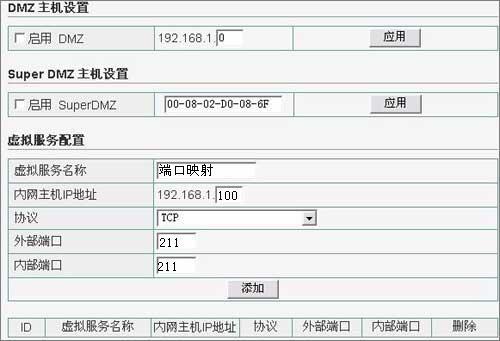 DMZ 主机设置
启用 DMZ 192.168.1. 0 应用
Super DMZ 主机设置
启用 SuperDMZ 00-08-02-D0-08-6F 应用
虚拟服务配置
虚拟服务名称 端口映射
内网主机IP地址 192.168.1. 100
协议 TCP
外部端口 211
内部端口 211
添加
ID 虚拟服务名称 内网主机IP地址 协议 外部端口 内部端口 删除